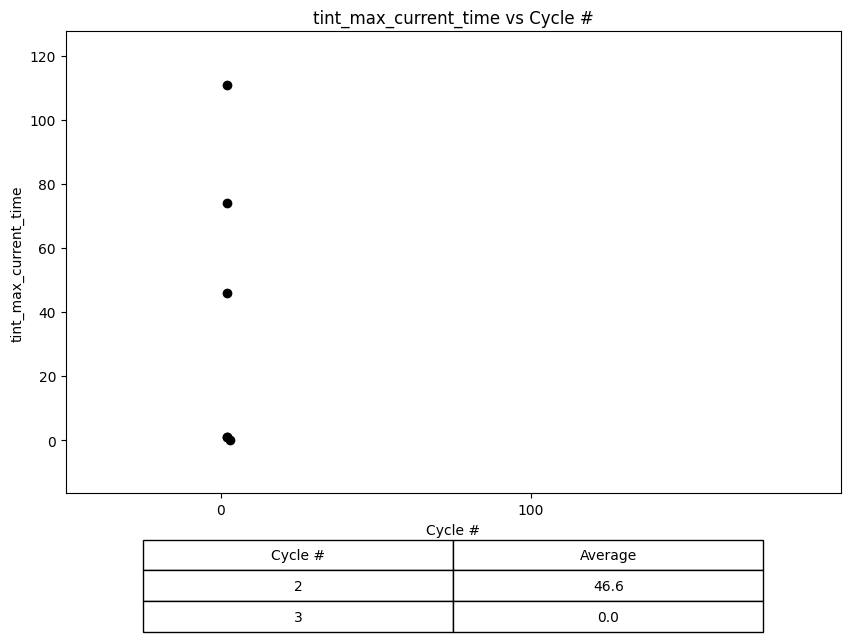 tint_max_current_time vs Cycle #
120
100
80
60
40
20
0
tint_max_current_time
0 100
Cycle #
Cycle # Average
2 46.6
3 0.0